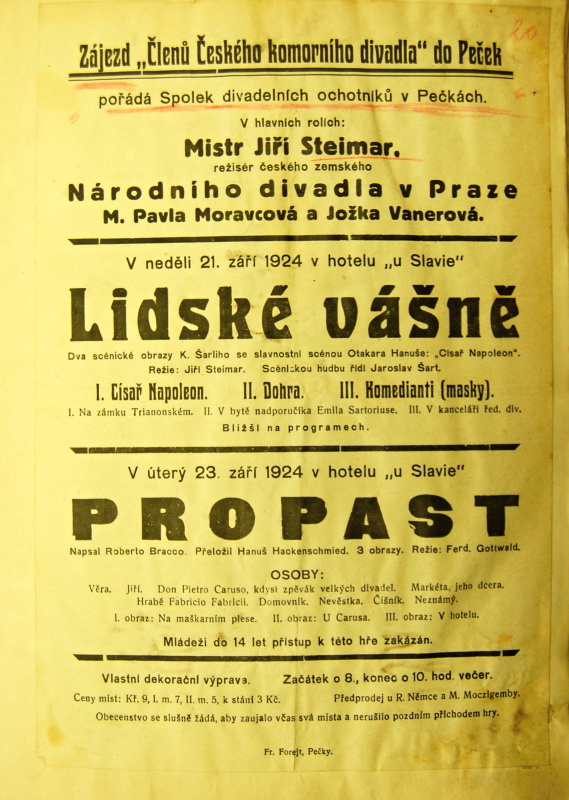 20
Zájezd „Členů Českého komorního divadla“ do Peček
pořádá Spolek divadelních ochotníků v Pečkách.
V hlavních rolích:
Mistr Jiří Steimar,
režisér českého zemského
Národního divadla v Praze
M. Pavla Moravcová a Jožka Vanerová.
V neděli 21. září 1924 v hotelu „u Slavie“
Lidské vášně
Dva scénické obrazy K. Šarliho se slavnostní scénou Otakara Hanuše: „Císař Napoleon“.
Režie: Jiří Steimar. Scénickou hudbu řídí Jaroslav Šart.
I. Císař Napoleon. II. Dohra. III. Komedianti (masky).
I. Na zámku Trianonském. II. V bytě nadporučíka Emila Sartoriuse. III. V kanceláři řed. div.
Bližší na programech.
V úterý 23. září 1924 v hotelu „u Slavie“
PROPAST
Napsal Roberto Bracco. Přeložil Hanuš Hackenschmied. 3 obrazy. Režie: Ferd. Gottwald.
OSOBY:
Věra. Jiří. Don Pietro Caruso, kdysi zpěvák velkých divadel. Markéta, jeho dcera.
Hrabě Fabricio Fabricii. Domovník. Nevěstka. Číšník. Neznámý.
I. obraz: Na maškarním plese. II. obraz: U Carusa. III. obraz: V hotelu.
Mládeži do 14 let přístup k této hře zakázán.
Vlastní dekorační výprava. Začátek o 8., konec o 10. hod. večer.
Ceny míst: Kř. 9, I. m. 7, II. m. 5, k stání 3 Kč. Předprodej u R. Němce a M. Moczigemby.
Obecenstvo se slušně žádá, aby zaujalo včas svá místa a nerušilo pozdním příchodem hry.
Fr. Forejt, Pečky.